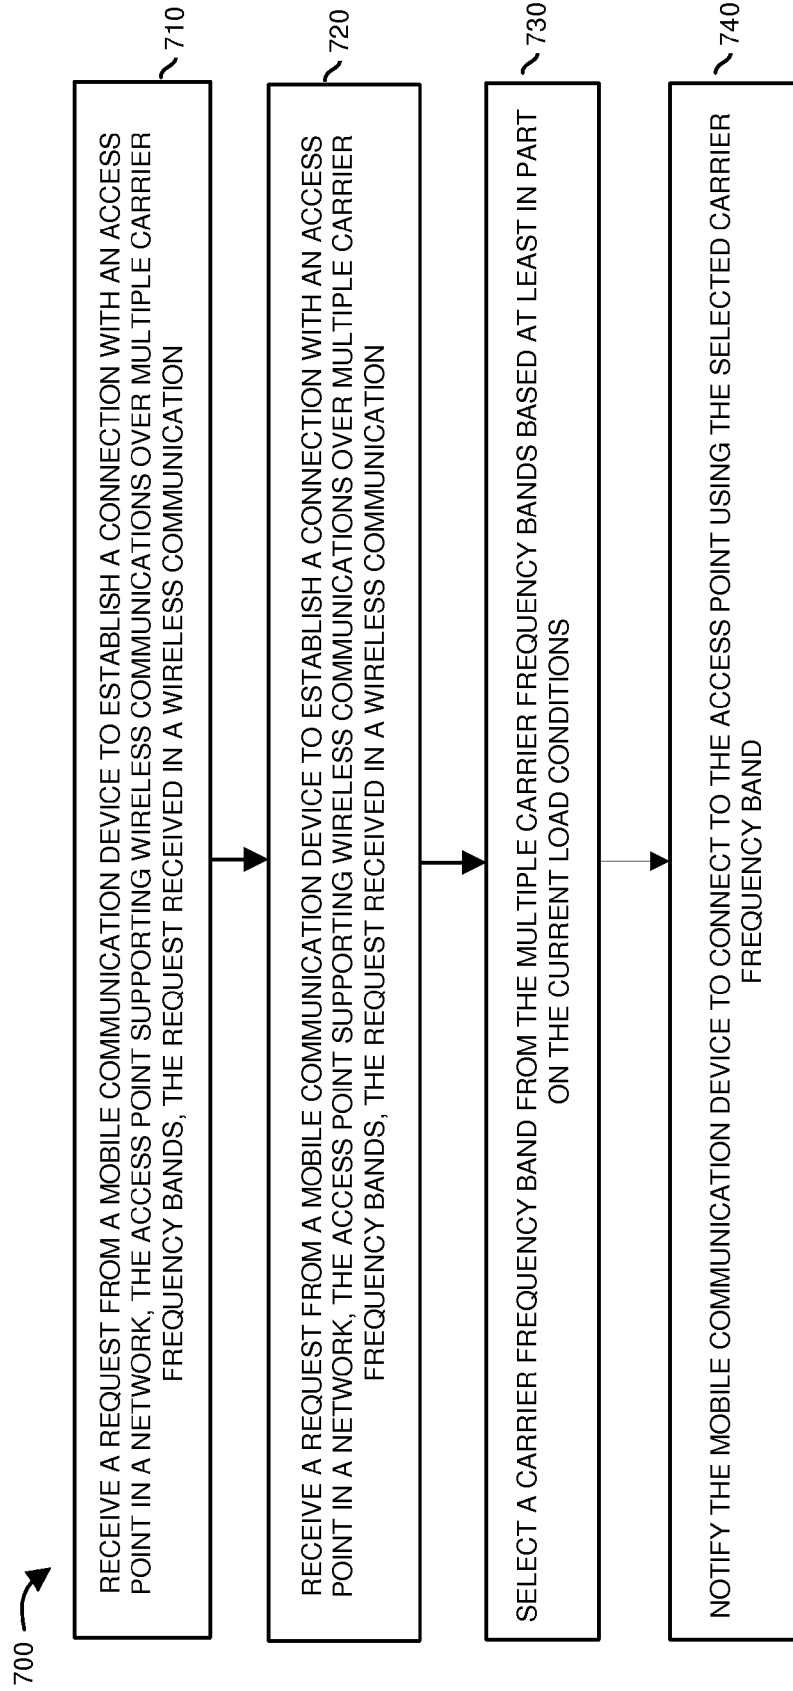 700
RECEIVE A REQUEST FROM A MOBILE COMMUNICATION DEVICE TO ESTABLISH A CONNECTION WITH AN ACCESS
POINT IN A NETWORK, THE ACCESS POINT SUPPORTING WIRELESS COMMUNICATIONS OVER MULTIPLE CARRIER
FREQUENCY BANDS, THE REQUEST RECEIVED IN A WIRELESS COMMUNICATION
710
RECEIVE A REQUEST FROM A MOBILE COMMUNICATION DEVICE TO ESTABLISH A CONNECTION WITH AN ACCESS
POINT IN A NETWORK, THE ACCESS POINT SUPPORTING WIRELESS COMMUNICATIONS OVER MULTIPLE CARRIER
FREQUENCY BANDS, THE REQUEST RECEIVED IN A WIRELESS COMMUNICATION
720
SELECT A CARRIER FREQUENCY BAND FROM THE MULTIPLE CARRIER FREQUENCY BANDS BASED AT LEAST IN PART
ON THE CURRENT LOAD CONDITIONS
730
NOTIFY THE MOBILE COMMUNICATION DEVICE TO CONNECT TO THE ACCESS POINT USING THE SELECTED CARRIER
FREQUENCY BAND
740